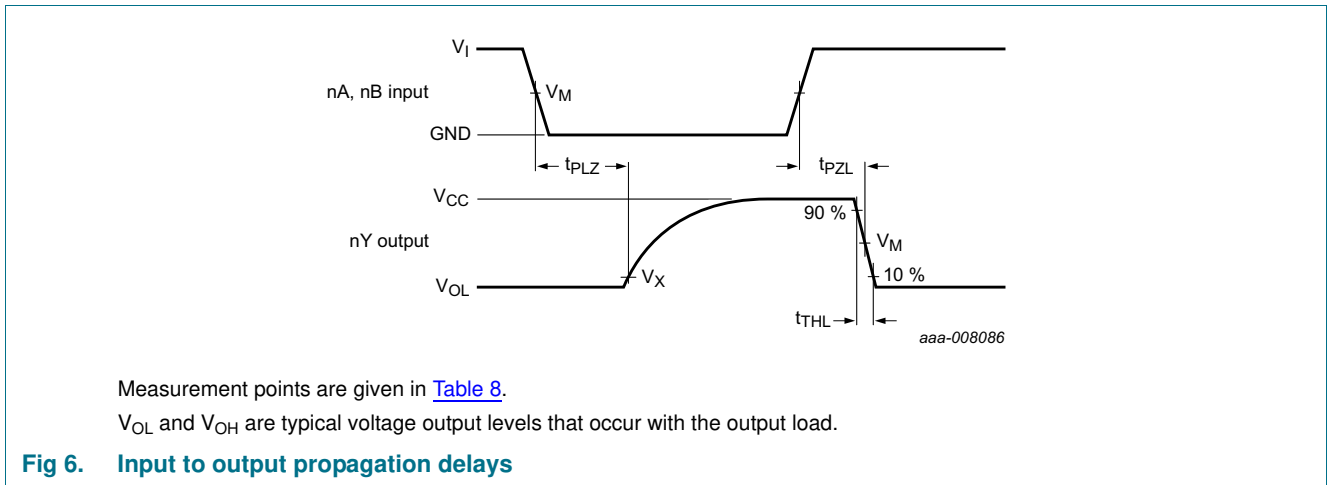 V_I
nA, nB input
V_M
GND
t_PLZ
t_PZL
V_CC
90 %
nY output
V_M
V_X
10 %
V_OL
t_THL
aaa-008086
Measurement points are given in Table 8.
V_OL and V_OH are typical voltage output levels that occur with the output load.
Fig 6. Input to output propagation delays